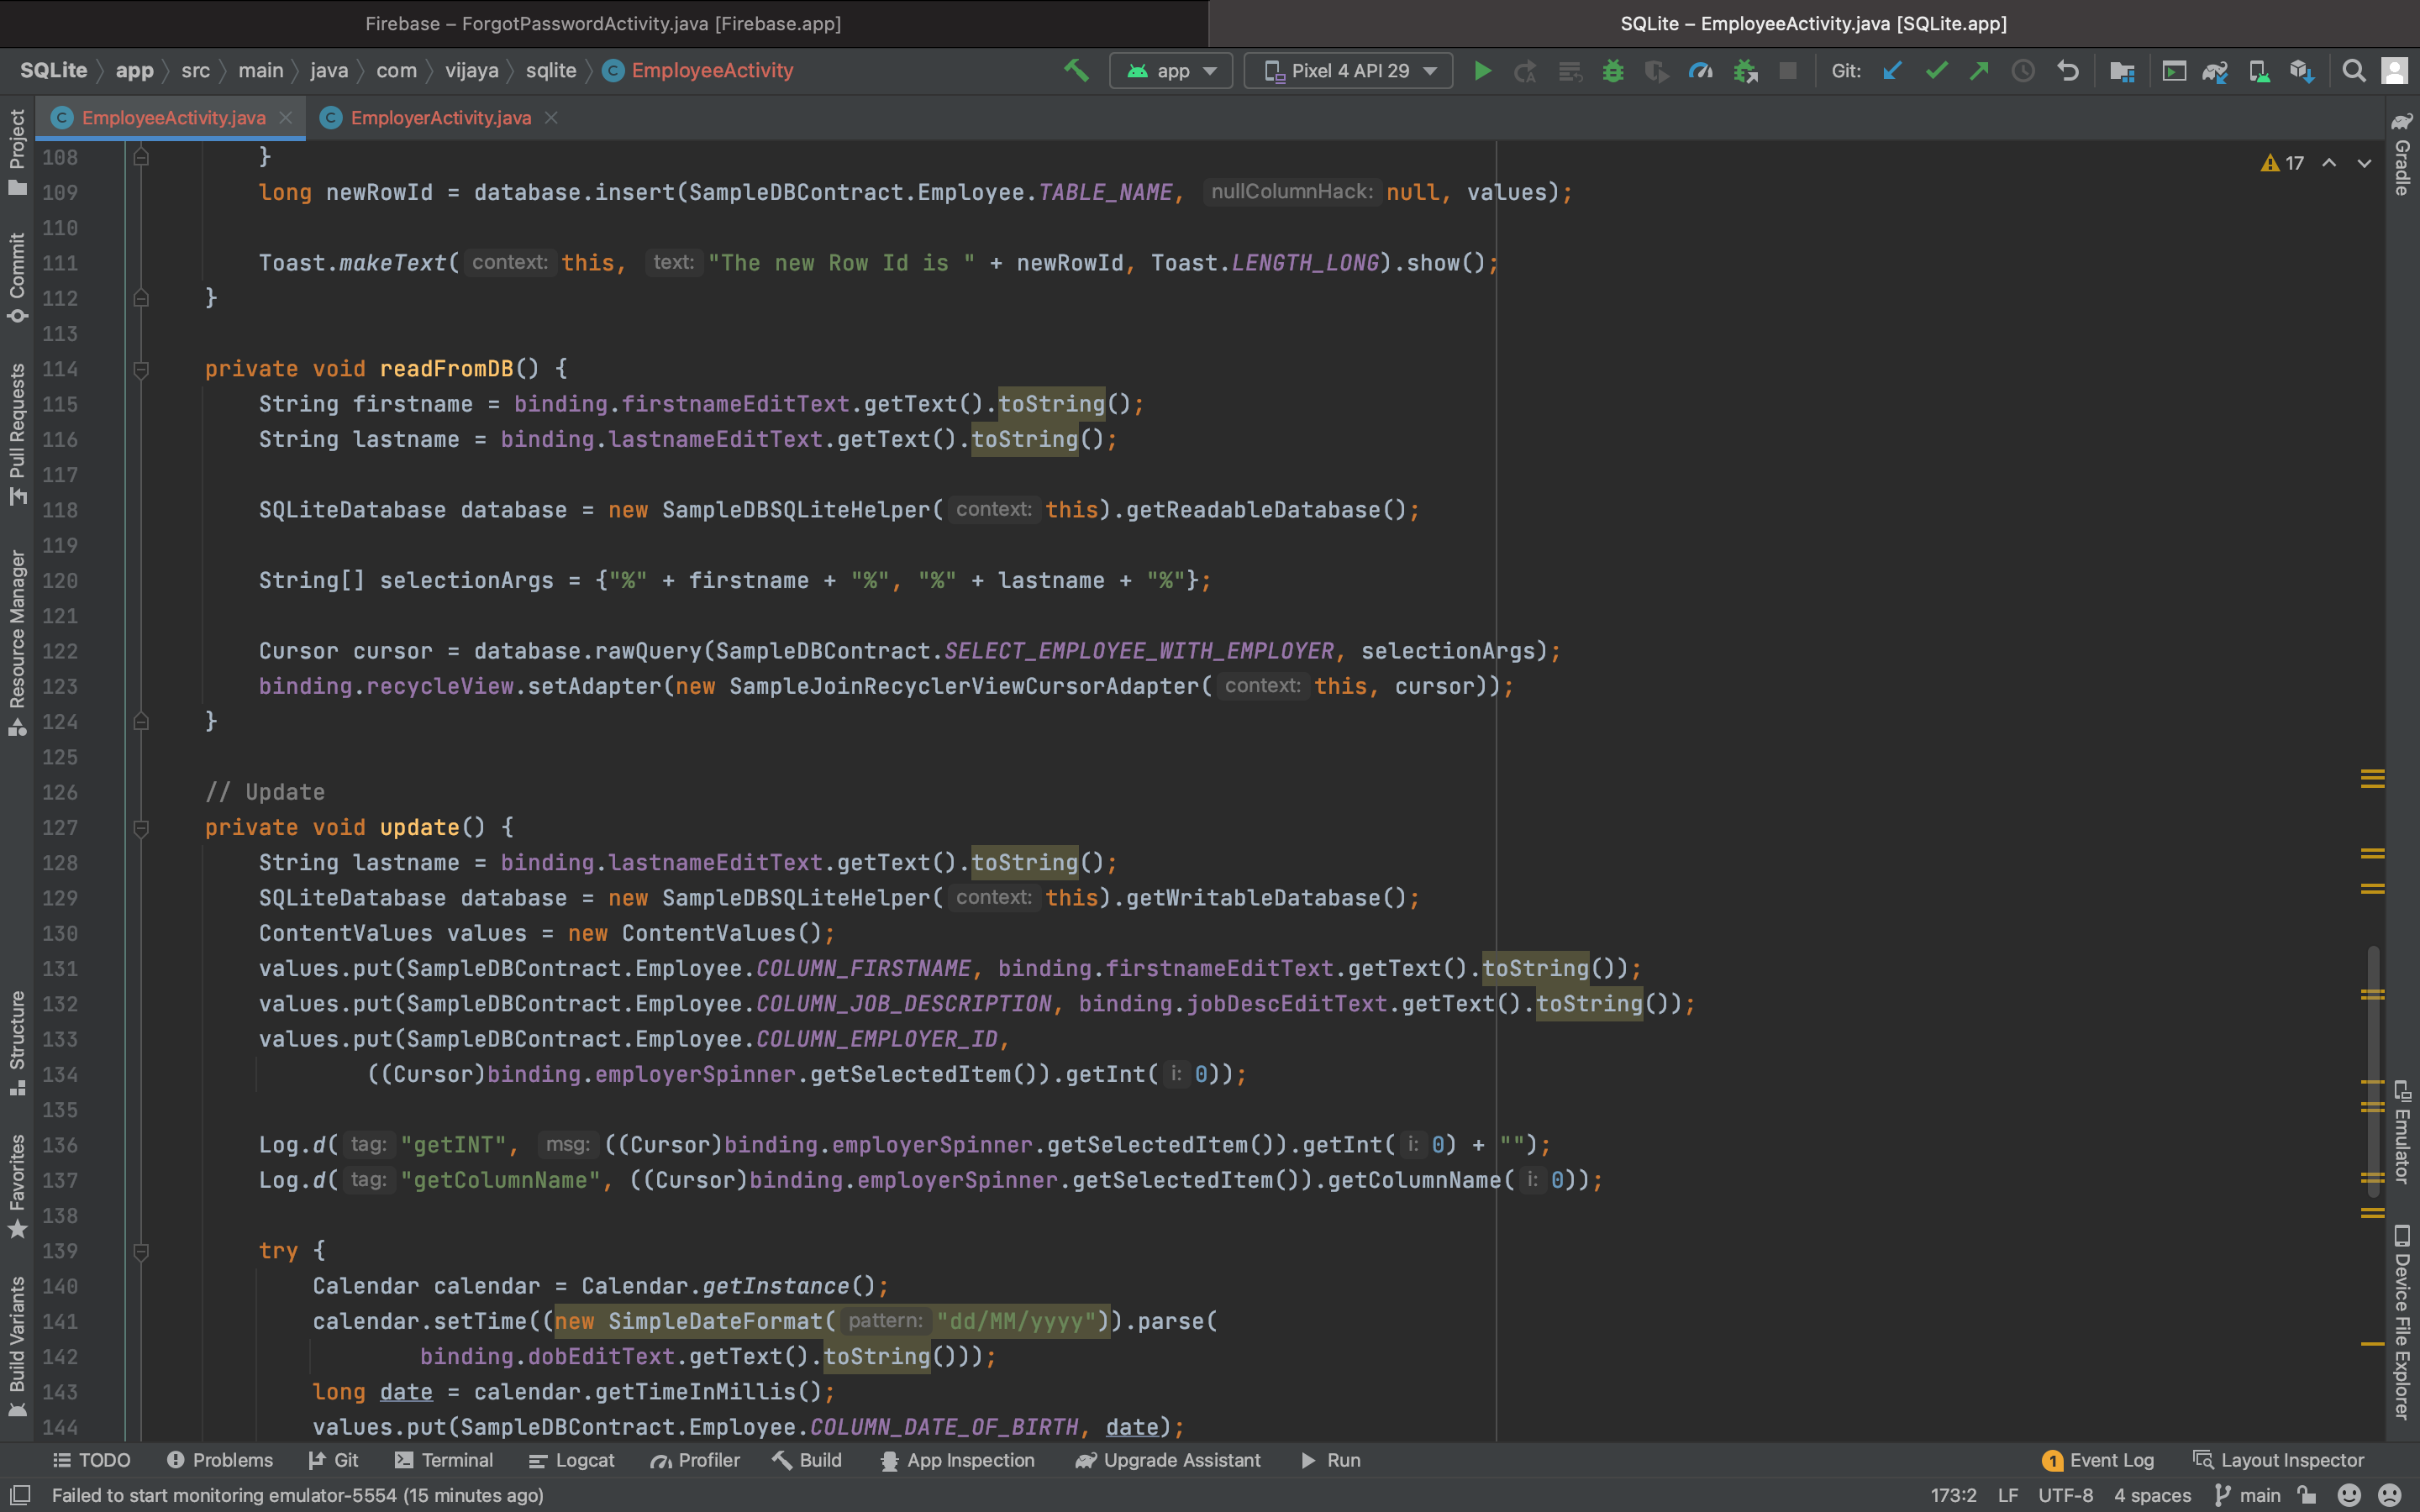 Firebase – ForgotPasswordActivity.java [Firebase.app]
SQLite – EmployeeActivity.java [SQLite.app]
SQLite app src main java com vijaya sqlite EmployeeActivity
app Pixel 4 API 29 Git:
EmployeeActivity.java EmployerActivity.java
17
Project
Commit
Pull Requests
Resource Manager
Structure
Favorites
Build Variants
Gradle
Emulator
Device File Explorer
108 }
109 long newRowId = database.insert(SampleDBContract.Employee.TABLE_NAME, nullColumnHack: null, values);
110
111 Toast.makeText( context: this, text: "The new Row Id is " + newRowId, Toast.LENGTH_LONG).show();
112 }
113
114 private void readFromDB() {
115 String firstname = binding.firstnameEditText.getText().toString();
116 String lastname = binding.lastnameEditText.getText().toString();
117
118 SQLiteDatabase database = new SampleDBSQLiteHelper( context: this).getReadableDatabase();
119
120 String[] selectionArgs = {"%" + firstname + "%", "%" + lastname + "%"};
121
122 Cursor cursor = database.rawQuery(SampleDBContract.SELECT_EMPLOYEE_WITH_EMPLOYER, selectionArgs);
123 binding.recycleView.setAdapter(new SampleJoinRecyclerViewCursorAdapter( context: this, cursor));
124 }
125
126 // Update
127 private void update() {
128 String lastname = binding.lastnameEditText.getText().toString();
129 SQLiteDatabase database = new SampleDBSQLiteHelper( context: this).getWritableDatabase();
130 ContentValues values = new ContentValues();
131 values.put(SampleDBContract.Employee.COLUMN_FIRSTNAME, binding.firstnameEditText.getText().toString());
132 values.put(SampleDBContract.Employee.COLUMN_JOB_DESCRIPTION, binding.jobDescEditText.getText().toString());
133 values.put(SampleDBContract.Employee.COLUMN_EMPLOYER_ID,
134 ((Cursor)binding.employerSpinner.getSelectedItem()).getInt( i: 0));
135
136 Log.d( tag: "getINT", msg: ((Cursor)binding.employerSpinner.getSelectedItem()).getInt( i: 0) + "");
137 Log.d( tag: "getColumnName", ((Cursor)binding.employerSpinner.getSelectedItem()).getColumnName( i: 0));
138
139 try {
140 Calendar calendar = Calendar.getInstance();
141 calendar.setTime((new SimpleDateFormat( pattern: "dd/MM/yyyy")).parse(
142 binding.dobEditText.getText().toString()));
143 long date = calendar.getTimeInMillis();
144 values.put(SampleDBContract.Employee.COLUMN_DATE_OF_BIRTH, date);
TODO Problems Git Terminal Logcat Profiler Build App Inspection Upgrade Assistant Run 1 Event Log Layout Inspector
Failed to start monitoring emulator-5554 (15 minutes ago) 173:2 LF UTF-8 4 spaces main